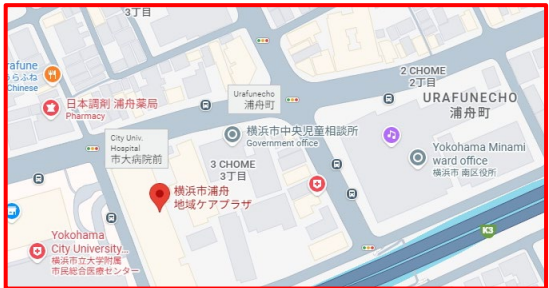 3丁目
rafune
うらふね
Chinese
日本調剤 浦舟薬局
Pharmacy
City Univ.
Hospital
市大病院前
Urafunecho
浦舟町
横浜市中央児童相談所
Government office
3 CHOME
3丁目
横浜市浦舟
地域ケアプラザ
2 CHOME
2丁目
URAFUNECHO
浦舟町
Yokohama Minami
ward office
横浜市 南区役所
K3
Yokohama
City University...
横浜市立大学附属
市民総合医療センター